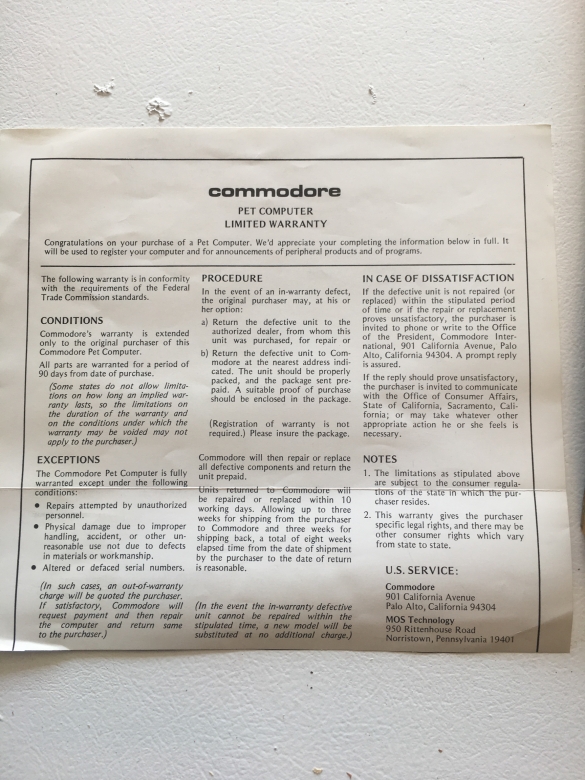 commodore
PET COMPUTER
LIMITED WARRANTY
Congratulations on your purchase of a Pet Computer. We'd appreciate your completing the information below in full. It
will be used to register your computer and for announcements of peripheral products and of programs.
The following warranty is in conformity
with the requirements of the Federal
Trade Commission standards.
CONDITIONS
Commodore's warranty is extended
only to the original purchaser of this
Commodore Pet Computer.
All parts are warranted for a period of
90 days from date of purchase.
(Some states do not allow limita-
tions on how long an implied war-
ranty lasts, so the limitations on
the duration of the warranty and
on the conditions under which the
warranty may be voided may not
apply to the purchaser.)
EXCEPTIONS
The Commodore Pet Computer is fully
warranted except under the following
conditions:
• Repairs attempted by unauthorized
personnel.
• Physical damage due to improper
handling, accident, or other un-
reasonable use not due to defects
in materials or workmanship.
• Altered or defaced serial numbers.
(In such cases, an out-of-warranty
charge will be quoted the purchaser.
If satisfactory, Commodore will
request payment and then repair
the computer and return same
to the purchaser.)
PROCEDURE
In the event of an in-warranty defect,
the original purchaser may, at his or
her option:
a) Return the defective unit to the
authorized dealer, from whom this
unit was purchased, for repair or
b) Return the defective unit to Com-
modore at the nearest address indi-
cated. The unit should be properly
packed, and the package sent pre-
paid. A suitable proof of purchase
should be enclosed in the package.
(Registration of warranty is not
required.) Please insure the package.
Commodore will then repair or replace
all defective components and return the
unit prepaid.
Units returned to Commodore will
be repaired or replaced within 10
working days. Allowing up to three
weeks for shipping from the purchaser
to Commodore and three weeks for
shipping back, a total of eight weeks
elapsed time from the date of shipment
by the purchaser to the date of return
is reasonable.
(In the event the in-warranty defective
unit cannot be repaired within the
stipulated time, a new model will be
substituted at no additional charge.)
IN CASE OF DISSATISFACTION
If the defective unit is not repaired (or
replaced) within the stipulated period
of time or if the repair or replacement
proves unsatisfactory, the purchaser is
invited to phone or write to the Office
of the President, Commodore Inter-
national, 901 California Avenue, Palo
Alto, California 94304. A prompt reply
is assured.
If the reply should prove unsatisfactory,
the purchaser is invited to communicate
with the Office of Consumer Affairs,
State of California, Sacramento, Cali-
fornia; or may take whatever other
appropriate action he or she feels is
necessary.
NOTES
1. The limitations as stipulated above
are subject to the consumer regula-
tions of the state in which the pur-
chaser resides.
2. This warranty gives the purchaser
specific legal rights, and there may be
other consumer rights which vary
from state to state.
U.S. SERVICE:
Commodore
901 California Avenue
Palo Alto, California 94304
MOS Technology
950 Rittenhouse Road
Norristown, Pennsylvania 19401